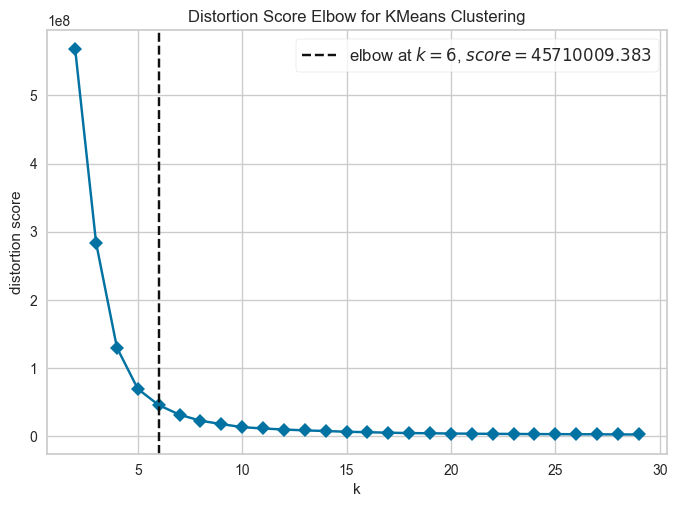 Distortion Score Elbow for KMeans Clustering
1e8
elbow at k = 6, score = 45710009.383
5
4
3
2
1
0
distortion score
5 10 15 20 25 30
k